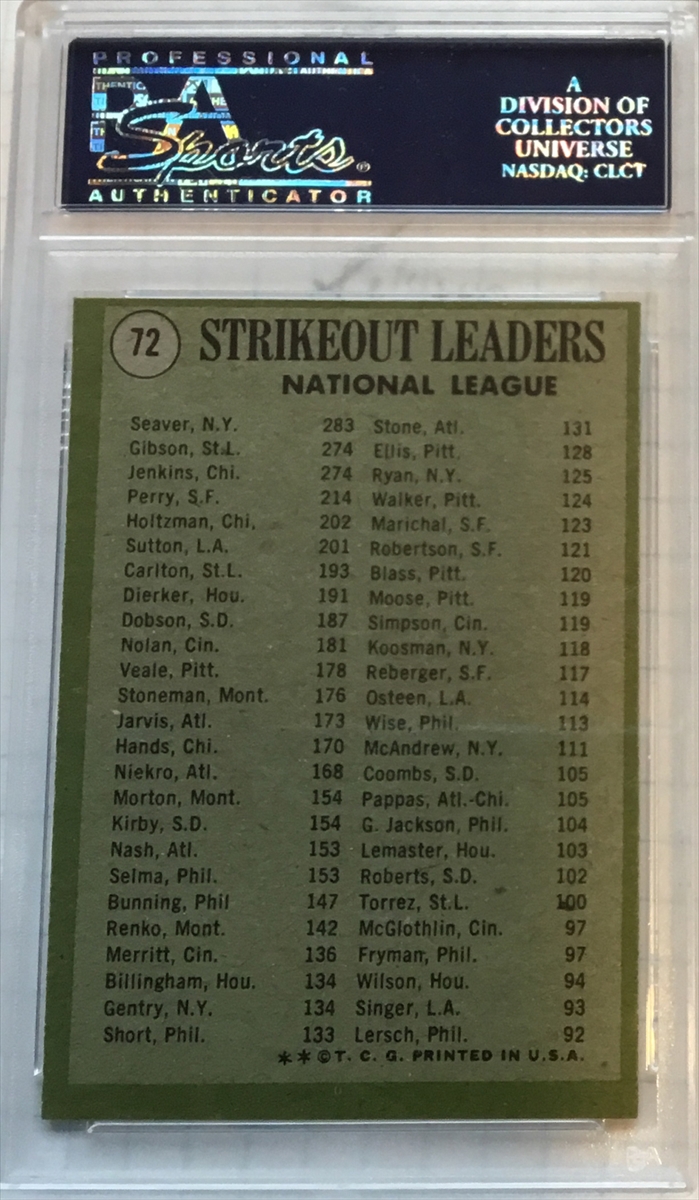 PROFESSIONAL
PSA
Sports®
AUTHENTICATOR
A
DIVISION OF
COLLECTORS
UNIVERSE
NASDAQ: CLCT
72 STRIKEOUT LEADERS
NATIONAL LEAGUE
Seaver, N.Y. 283 Stone, Atl. 131
Gibson, St.L. 274 Ellis, Pitt. 128
Jenkins, Chi. 274 Ryan, N.Y. 125
Perry, S.F. 214 Walker, Pitt. 124
Holtzman, Chi. 202 Marichal, S.F. 123
Sutton, L.A. 201 Robertson, S.F. 121
Carlton, St.L. 193 Blass, Pitt. 120
Dierker, Hou. 191 Moose, Pitt. 119
Dobson, S.D. 187 Simpson, Cin. 119
Nolan, Cin. 181 Koosman, N.Y. 118
Veale, Pitt. 178 Reberger, S.F. 117
Stoneman, Mont. 176 Osteen, L.A. 114
Jarvis, Atl. 173 Wise, Phil. 113
Hands, Chi. 170 McAndrew, N.Y. 111
Niekro, Atl. 168 Coombs, S.D. 105
Morton, Mont. 154 Pappas, Atl.-Chi. 105
Kirby, S.D. 154 G. Jackson, Phil. 104
Nash, Atl. 153 Lemaster, Hou. 103
Selma, Phil. 153 Roberts, S.D. 102
Bunning, Phil 147 Torrez, St.L. 100
Renko, Mont. 142 McGlothlin, Cin. 97
Merritt, Cin. 136 Fryman, Phil. 97
Billingham, Hou. 134 Wilson, Hou. 94
Gentry, N.Y. 134 Singer, L.A. 93
Short, Phil. 133 Lersch, Phil. 92
**©T. C. G. PRINTED IN U.S.A.